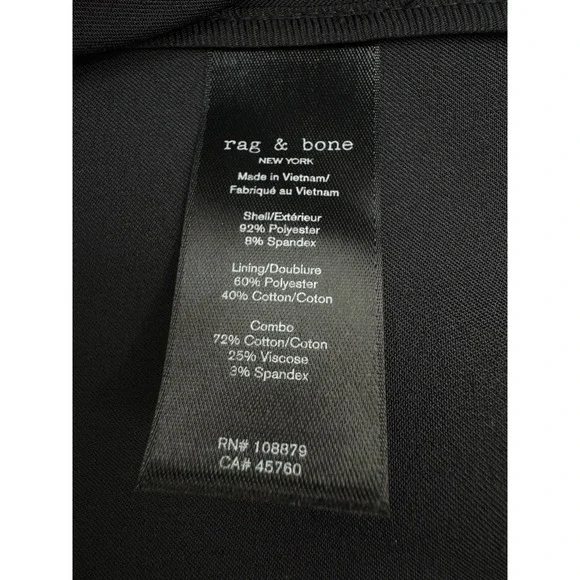 rag & bone
NEW YORK
Made in Vietnam/
Fabriqué au Vietnam
Shell/Extérieur
92% Polyester
8% Spandex
Lining/Doublure
60% Polyester
40% Cotton/Coton
Combo
72% Cotton/Coton
25% Viscose
3% Spandex
RN# 108879
CA# 45760